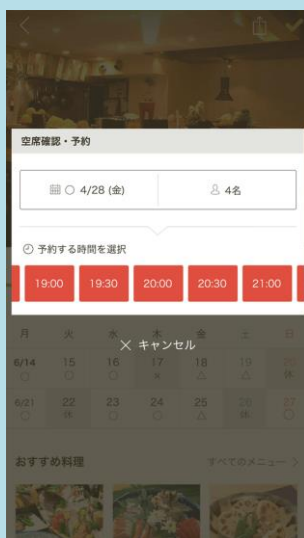 空席確認・予約
4/28 (金) 4名
予約する時間を選択
19:00 19:30 20:00 20:30 21:00
月 火 水 木 金 土 日
× キャンセル
6/14 15 16 17 18 19 20
6/21 22 23 24 25 26 27
休 休
おすすめ料理 すべてのメニュー >